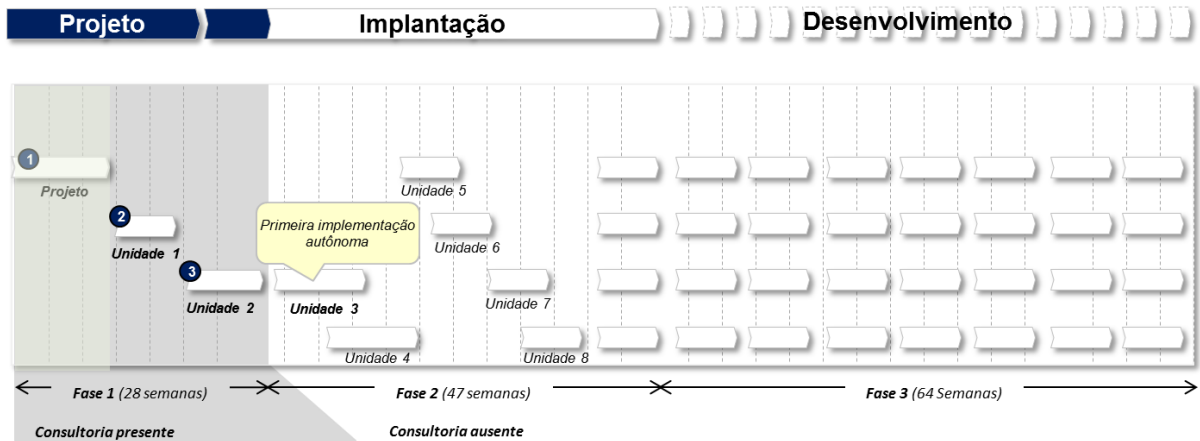 Projeto
Implantação
Desenvolvimento
1
Projeto
2
Unidade 1
3
Unidade 2
Primeira implementação
autônoma
Unidade 3
Unidade 4
Unidade 5
Unidade 6
Unidade 7
Unidade 8
Fase 1 (28 semanas)
Fase 2 (47 semanas)
Fase 3 (64 Semanas)
Consultoria presente
Consultoria ausente